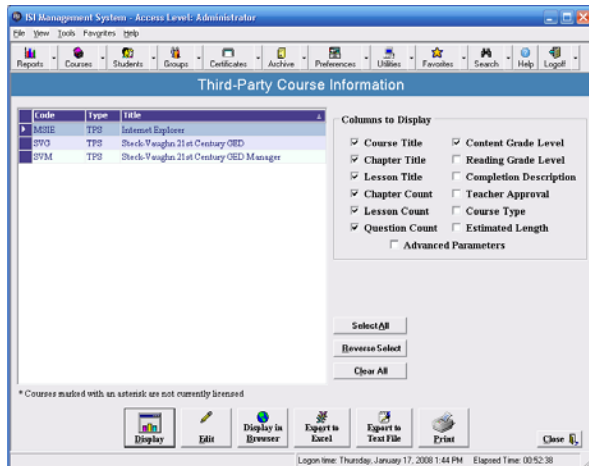 ISI Management System - Access Level: Administrator
File View Tools Favorites Help
Reports Courses Students Groups Certificates Archive Preferences Utilities Favorites Search Help Logoff
Third-Party Course Information
Code Type Title
MSIE TPS Internet Explorer
SVG TPS Steck-Vaughn 21st Century GED
SVM TPS Steck-Vaughn 21st Century GED Manager
Columns to Display
Course Title Content Grade Level
Chapter Title Reading Grade Level
Lesson Title Completion Description
Chapter Count Teacher Approval
Lesson Count Course Type
Question Count Estimated Length
Advanced Parameters
Select All
Reverse Select
Clear All
* Courses marked with an asterisk are not currently licensed
Display Edit Display in Browser Export to Excel Export to Text File Print Close
Logon time: Thursday, January 17, 2008 1:44 PM Elapsed Time: 00:52:38